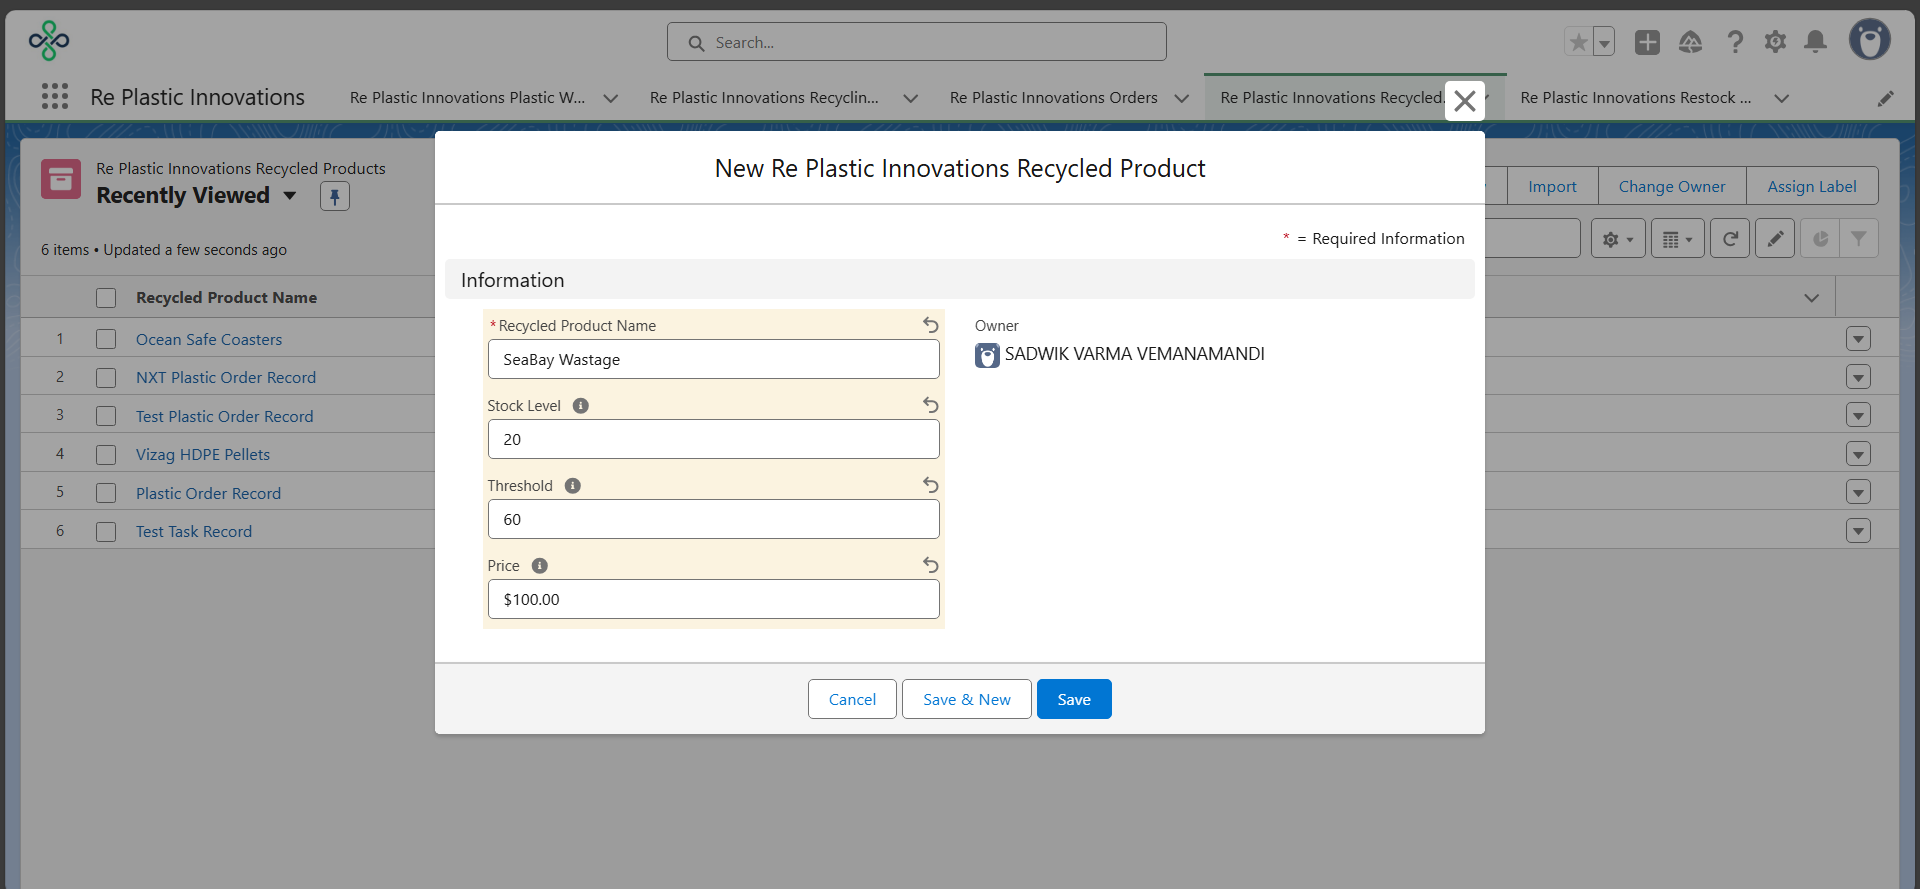 Search...
Re Plastic Innovations
Re Plastic Innovations Plastic W...
Re Plastic Innovations Recyclin...
Re Plastic Innovations Orders
Re Plastic Innovations Recycled...
Re Plastic Innovations Restock ...
Re Plastic Innovations Recycled Products
Recently Viewed
Import
Change Owner
Assign Label
6 items • Updated a few seconds ago
Recycled Product Name
1 Ocean Safe Coasters
2 NXT Plastic Order Record
3 Test Plastic Order Record
4 Vizag HDPE Pellets
5 Plastic Order Record
6 Test Task Record
New Re Plastic Innovations Recycled Product
* = Required Information
Information
*Recycled Product Name
SeaBay Wastage
Owner
SADWIK VARMA VEMANAMANDI
Stock Level
20
Threshold
60
Price
$100.00
Cancel
Save & New
Save